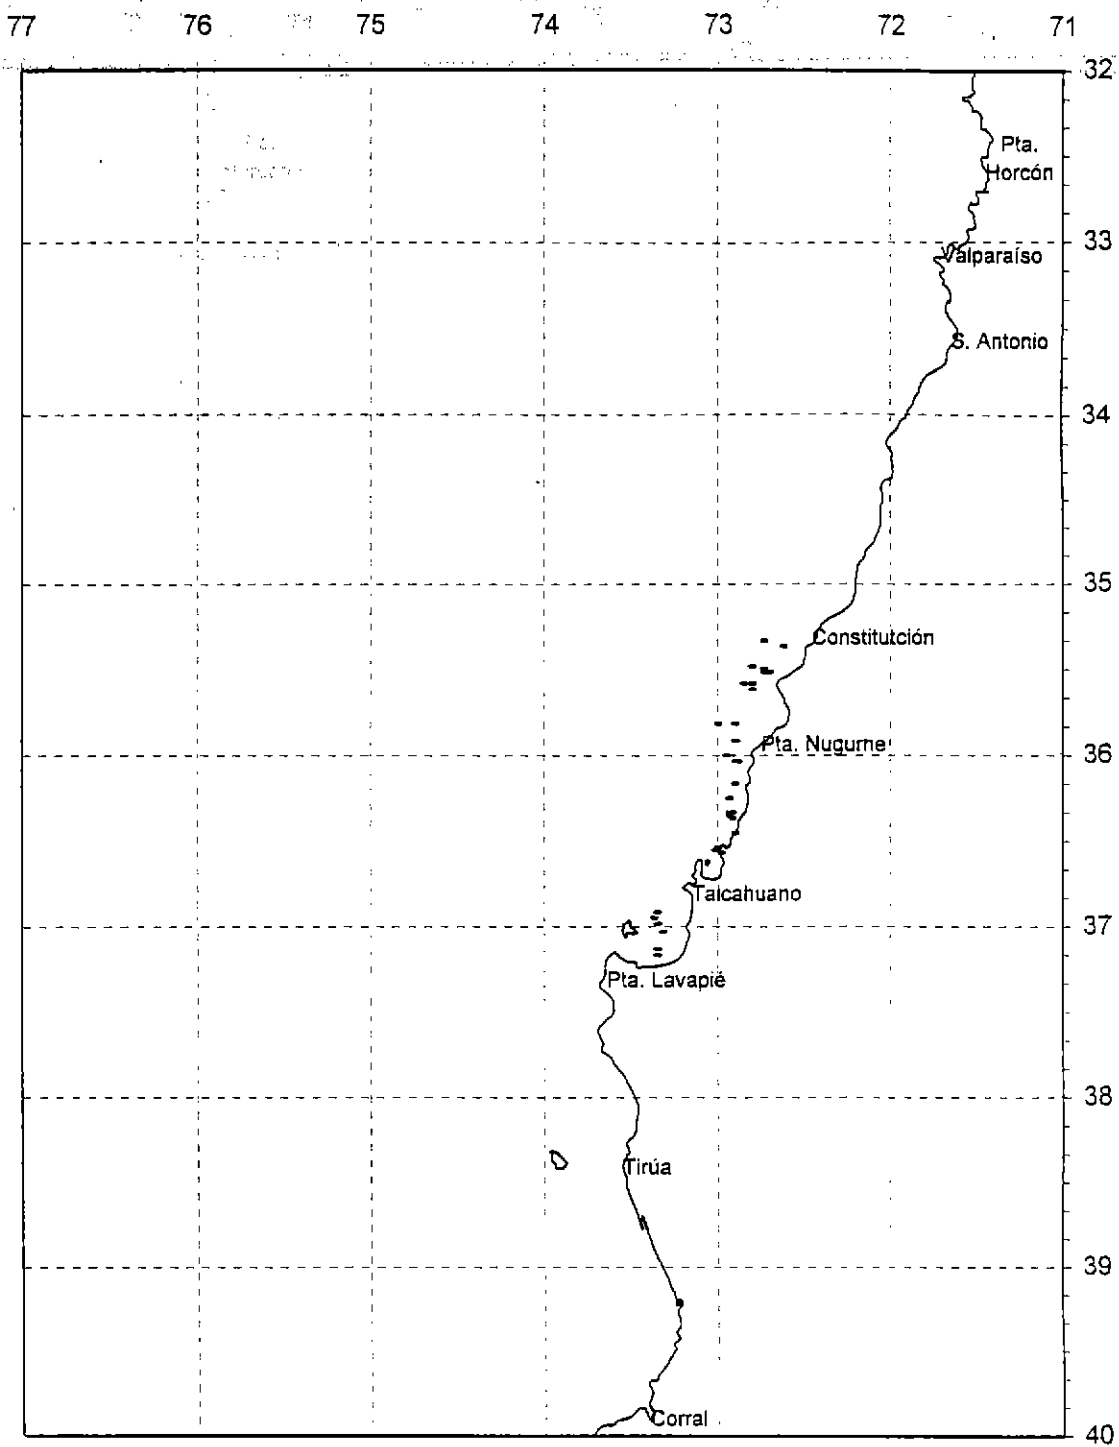 77 76 75 74 73 72 71
32
Pta.
Horcón
33
Valparaíso
S. Antonio
34
35
Constitutción
Pta. Nugurne
36
Talcahuano
37
Pta. Lavapié
38
Tirúa
39
Corral
40